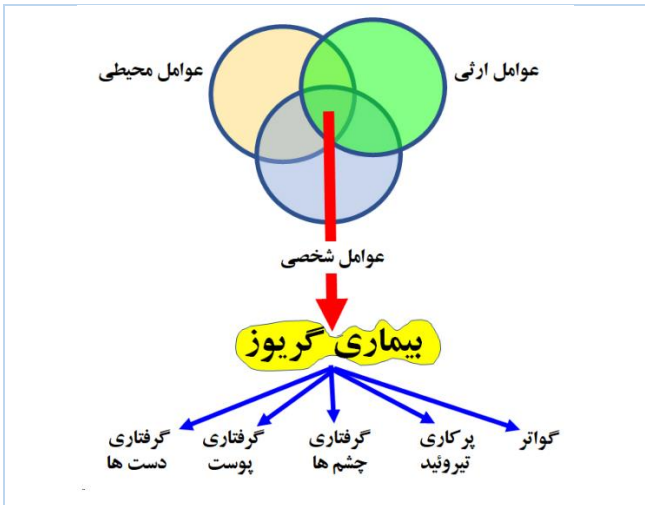 عوامل ارثی
عوامل محیطی
عوامل شخصی
بیماری گریوز
گواتر
پرکاری
تیروئید
گرفتاری
چشم ها
گرفتاری
پوست
گرفتاری
دست ها